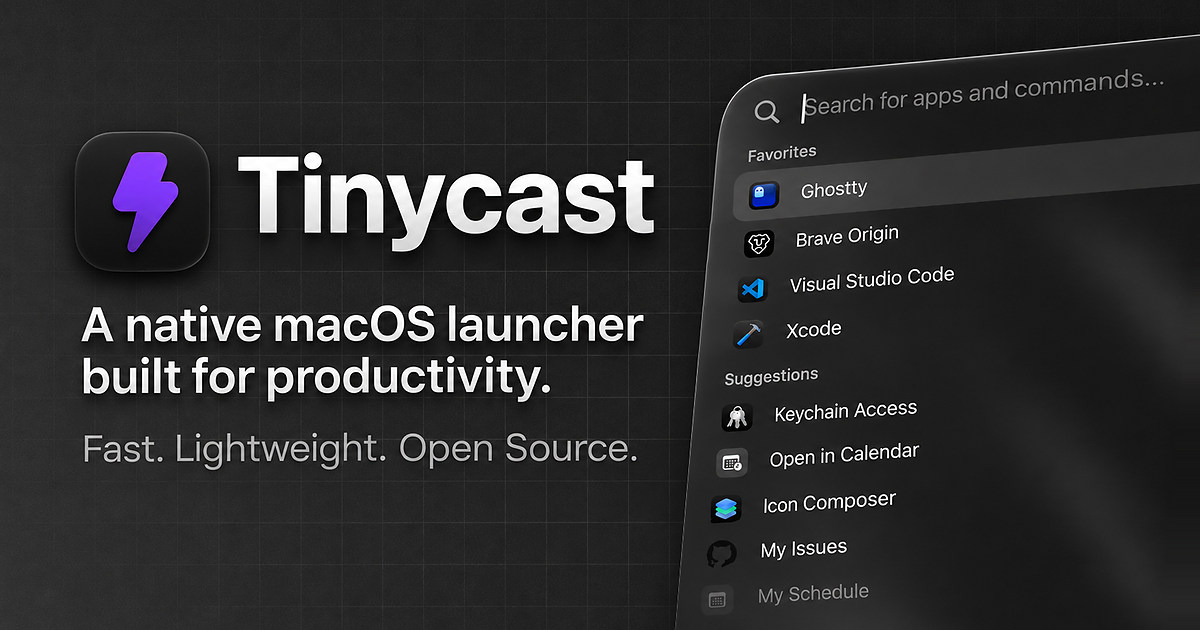 Tinycast
A native macOS launcher
built for productivity.
Fast. Lightweight. Open Source.
Search for apps and commands...
Favorites
Ghostty
Brave Origin
Visual Studio Code
Xcode
Suggestions
Keychain Access
Open in Calendar
Icon Composer
My Issues
My Schedule